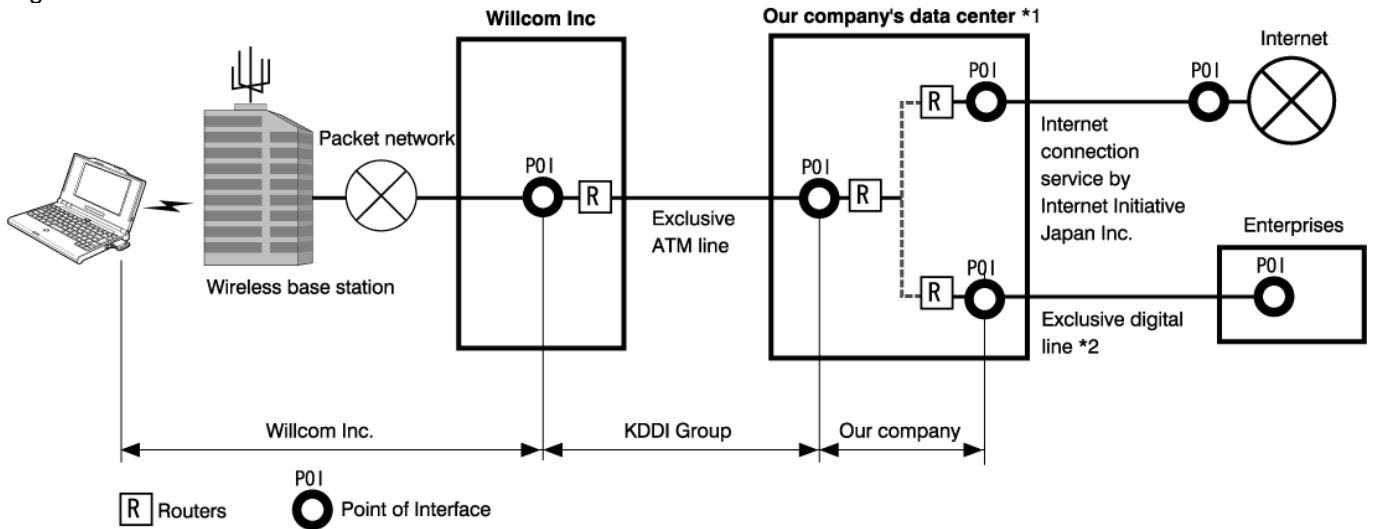 Willcom Inc
Our company's data center *1
Internet
POI
POI
R
Packet network
Internet
connection
service by
Internet Initiative
Japan Inc.
POI
R
POI
R
Exclusive
ATM line
Enterprises
POI
R
POI
Wireless base station
Exclusive digital
line *2
Willcom Inc.
KDDI Group
Our company
POI
R Routers
Point of Interface